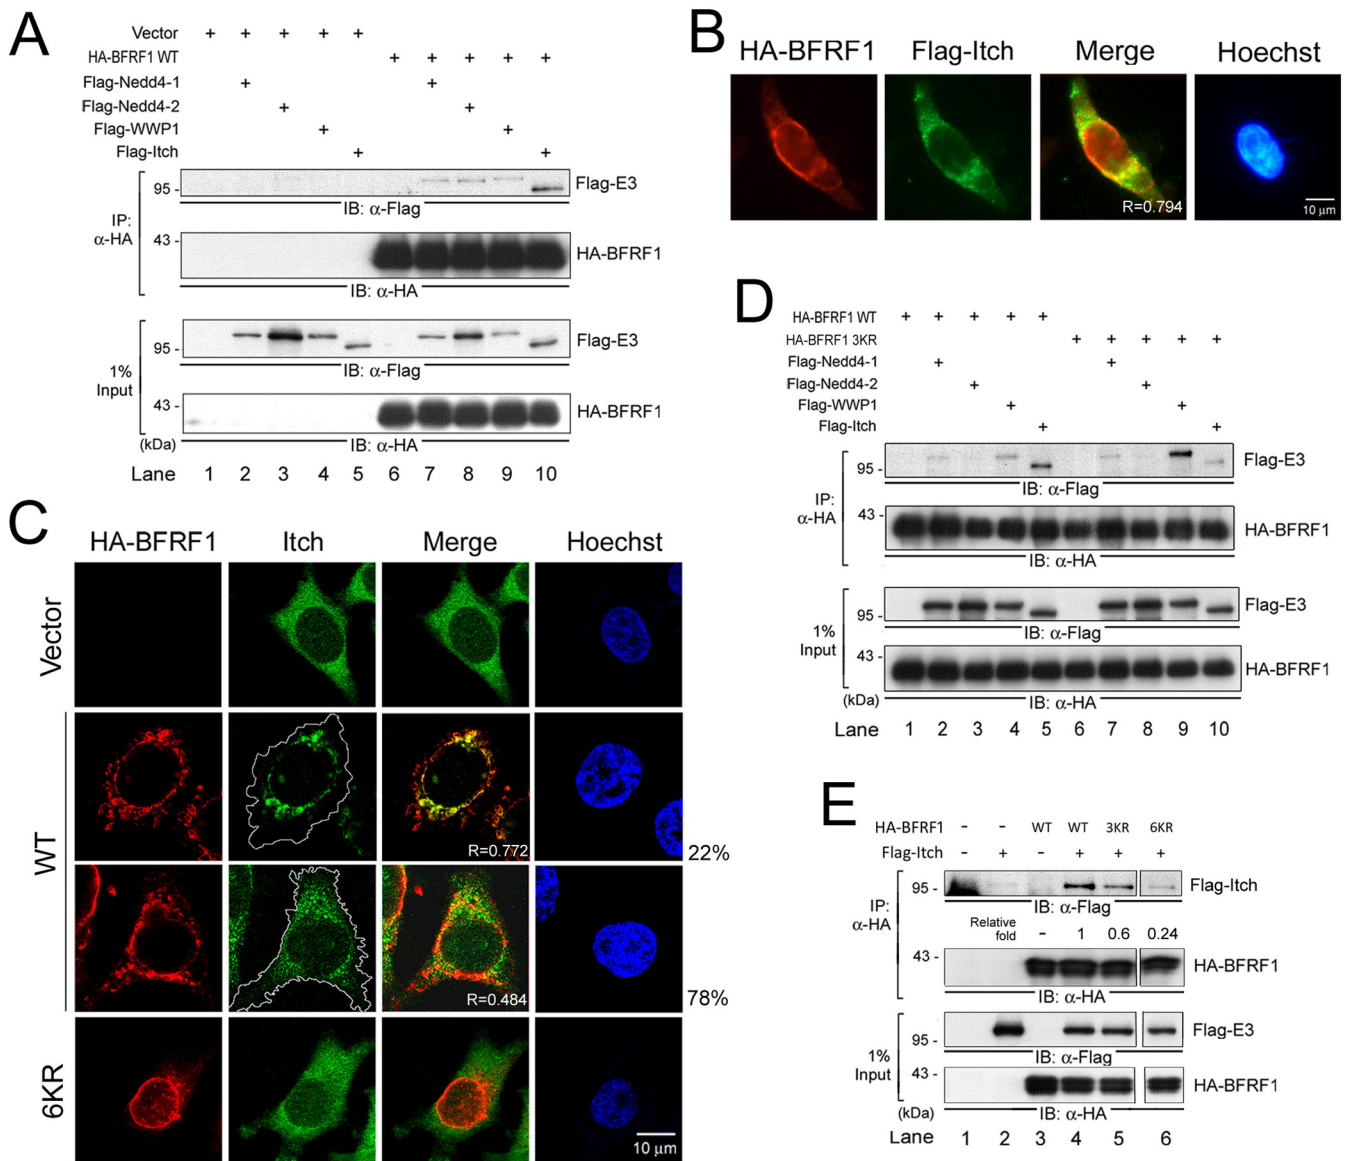 A
Vector + + + + +
HA-BFRF1 WT + + + + +
Flag-Nedd4-1 + +
Flag-Nedd4-2 + +
Flag-WWP1 + +
Flag-Itch + +
IP: α-HA
95 - Flag-E3
IB: α-Flag
43 - HA-BFRF1
IB: α-HA
1% Input
95 - Flag-E3
IB: α-Flag
43 - HA-BFRF1
(kDa) IB: α-HA
Lane 1 2 3 4 5 6 7 8 9 10
B
HA-BFRF1 Flag-Itch Merge Hoechst
R=0.794
10 μm
C
HA-BFRF1 Itch Merge Hoechst
Vector
WT
R=0.772
22%
R=0.484
78%
6KR
10 μm
D
HA-BFRF1 WT + + + + +
HA-BFRF1 3KR + + + + +
Flag-Nedd4-1 + +
Flag-Nedd4-2 + +
Flag-WWP1 + +
Flag-Itch + +
IP: α-HA
95 - Flag-E3
IB: α-Flag
43 - HA-BFRF1
IB: α-HA
1% Input
95 - Flag-E3
IB: α-Flag
43 - HA-BFRF1
(kDa) IB: α-HA
Lane 1 2 3 4 5 6 7 8 9 10
E
HA-BFRF1 - - WT WT 3KR 6KR
Flag-Itch - + - + + +
IP: α-HA
95 - Flag-Itch
IB: α-Flag
Relative fold - 1 0.6 0.24
43 - HA-BFRF1
IB: α-HA
1% Input
95 - Flag-E3
IB: α-Flag
43 - HA-BFRF1
(kDa) IB: α-HA
Lane 1 2 3 4 5 6